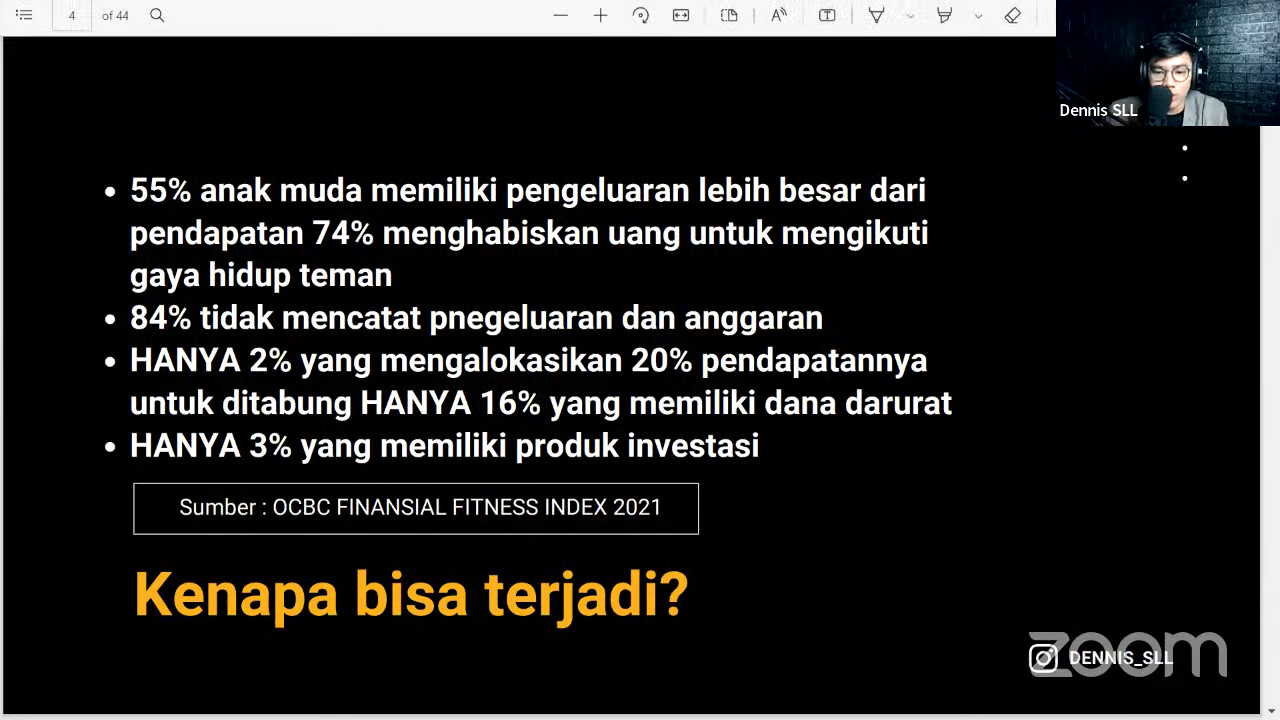 4 of 44
Dennis SLL
• 55% anak muda memiliki pengeluaran lebih besar dari
pendapatan 74% menghabiskan uang untuk mengikuti
gaya hidup teman
• 84% tidak mencatat pnegeluaran dan anggaran
• HANYA 2% yang mengalokasikan 20% pendapatannya
untuk ditabung HANYA 16% yang memiliki dana darurat
• HANYA 3% yang memiliki produk investasi
Sumber : OCBC FINANSIAL FITNESS INDEX 2021
Kenapa bisa terjadi?
zoom
DENNIS_SLL